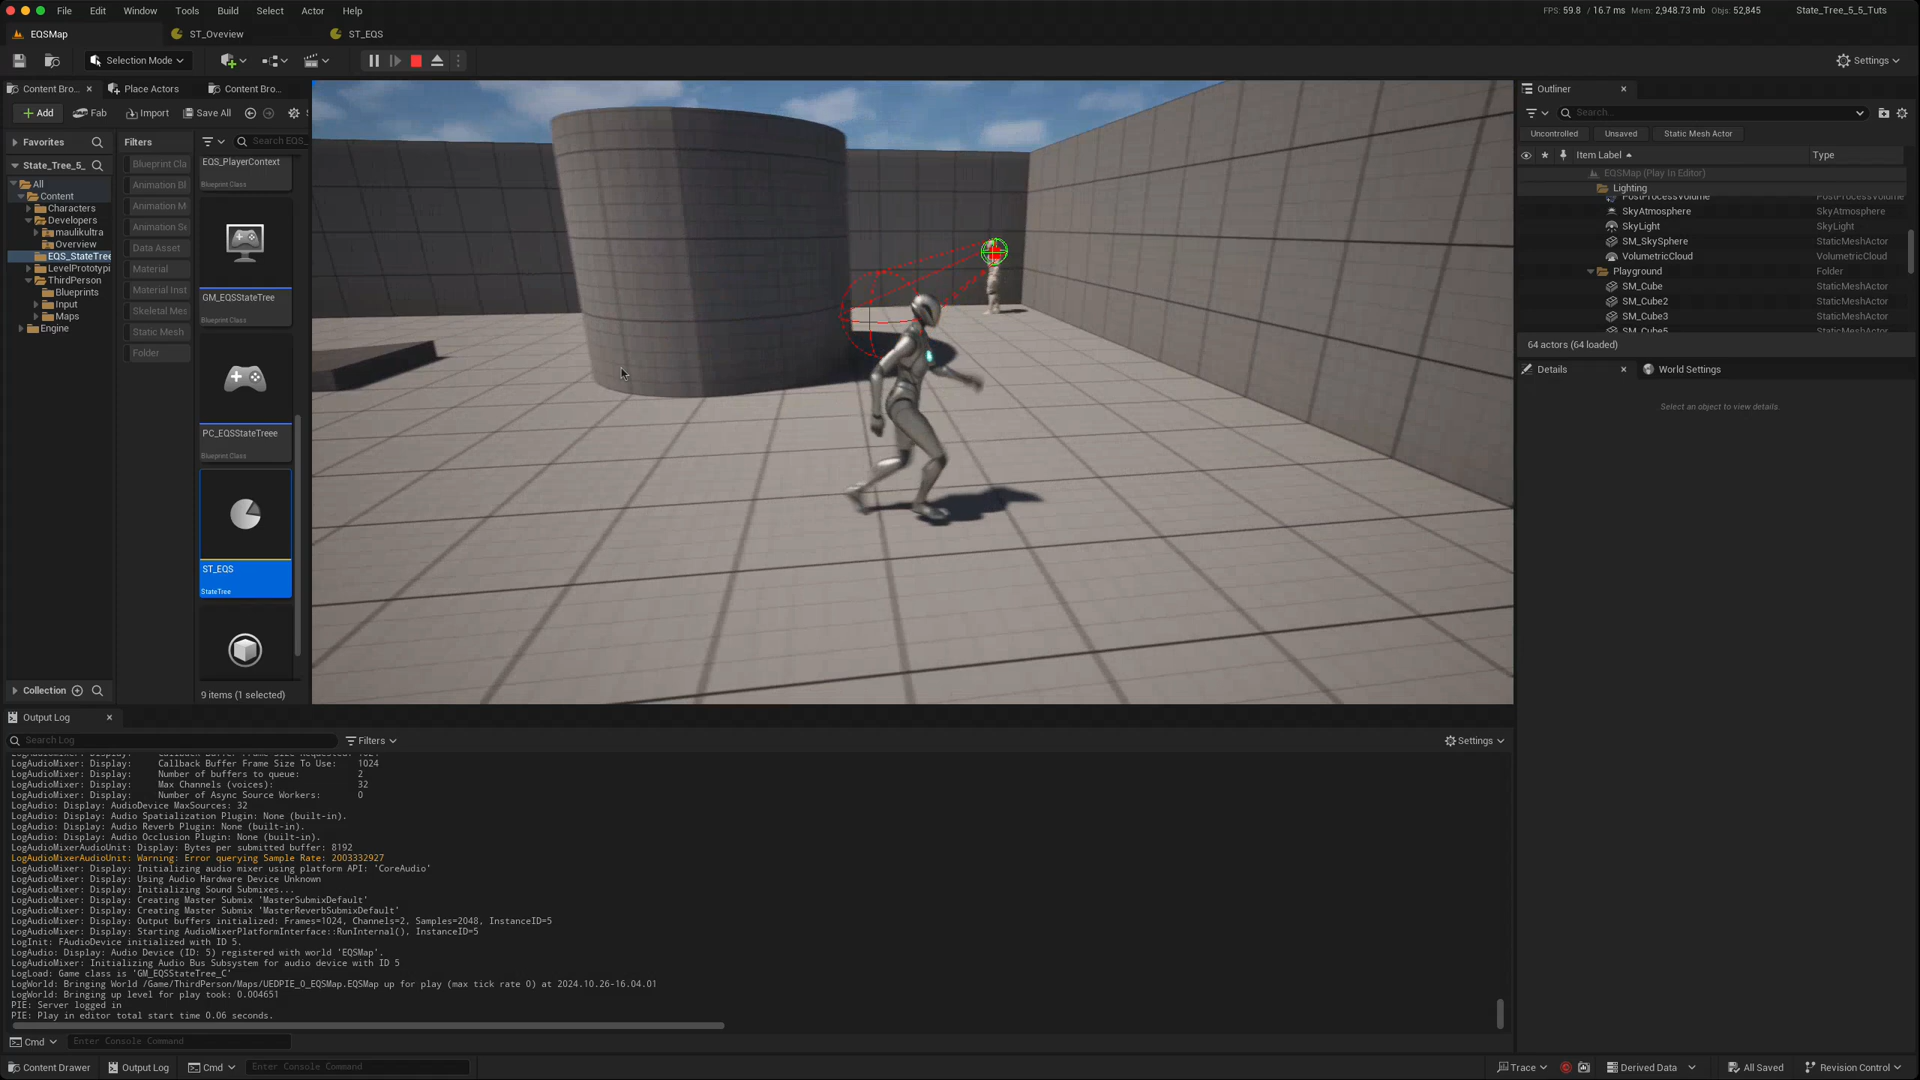 File Edit Window Tools Build Select Actor Help
FPS: 59.8 / 16.7 ms Mem: 2,948.73 mb Objs: 52,845 State_Tree_5_5_Tuts
EQSMap ST_Oveview ST_EQS
Selection Mode Settings
Content Bro... Place Actors Content Bro...
Add Fab Import Save All
Favorites Filters Search EQS_
State_Tree_5_
All
Content
Characters
Developers
maulikultra
Overview
EQS_StateTree
LevelPrototypi
ThirdPerson
Blueprints
Input
Maps
Engine
Blueprint Cla
Animation Bl
Animation M
Animation Se
Data Asset
Material
Material Inst
Skeletal Mes
Static Mesh
Folder
EQS_PlayerContext
Blueprint Class
GM_EQSStateTree
Blueprint Class
PC_EQSStateTreee
Blueprint Class
ST_EQS
StateTree
Collection 9 items (1 selected)
Outliner
Search...
Uncontrolled Unsaved Static Mesh Actor
Item Label Type
EQSMap (Play In Editor)
Lighting
PostProcessVolume PostProcessVolume
SkyAtmosphere SkyAtmosphere
SkyLight SkyLight
SM_SkySphere StaticMeshActor
VolumetricCloud VolumetricCloud
Playground Folder
SM_Cube StaticMeshActor
SM_Cube2 StaticMeshActor
SM_Cube3 StaticMeshActor
SM_Cube5 StaticMeshActor
64 actors (64 loaded)
Details World Settings
Select an object to view details.
Output Log
Search Log Filters Settings
LogAudioMixer: Display: Callback Buffer Frame Size Requested: 1024
LogAudioMixer: Display: Callback Buffer Frame Size To Use: 1024
LogAudioMixer: Display: Number of buffers to queue: 2
LogAudioMixer: Display: Max Channels (voices): 32
LogAudioMixer: Display: Number of Async Source Workers: 0
LogAudio: Display: AudioDevice MaxSources: 32
LogAudio: Display: Audio Spatialization Plugin: None (built-in).
LogAudio: Display: Audio Reverb Plugin: None (built-in).
LogAudio: Display: Audio Occlusion Plugin: None (built-in).
LogAudioMixerAudioUnit: Display: Bytes per submitted buffer: 8192
LogAudioMixerAudioUnit: Warning: Error querying Sample Rate: 2003332927
LogAudioMixer: Display: Initializing audio mixer using platform API: 'CoreAudio'
LogAudioMixer: Display: Using Audio Hardware Device Unknown
LogAudioMixer: Display: Initializing Sound Submixes...
LogAudioMixer: Display: Creating Master Submix 'MasterSubmixDefault'
LogAudioMixer: Display: Creating Master Submix 'MasterReverbSubmixDefault'
LogAudioMixer: Display: Output buffers initialized: Frames=1024, Channels=2, Samples=2048, InstanceID=5
LogAudioMixer: Display: Starting AudioMixerPlatformInterface::RunInternal(), InstanceID=5
LogInit: FAudioDevice initialized with ID 5.
LogAudio: Display: Audio Device (ID: 5) registered with world 'EQSMap'.
LogAudioMixer: Initializing Audio Bus Subsystem for audio device with ID 5
LogLoad: Game class is 'GM_EQSStateTree_C'
LogWorld: Bringing World /Game/ThirdPerson/Maps/UEDPIE_0_EQSMap.EQSMap up for play (max tick rate 0) at 2024.10.26-16.04.01
LogWorld: Bringing up level for play took: 0.004651
PIE: Server logged in
PIE: Play in editor total start time 0.06 seconds.
Cmd Enter Console Command
Content Drawer Output Log Cmd Enter Console Command Trace Derived Data All Saved Revision Control